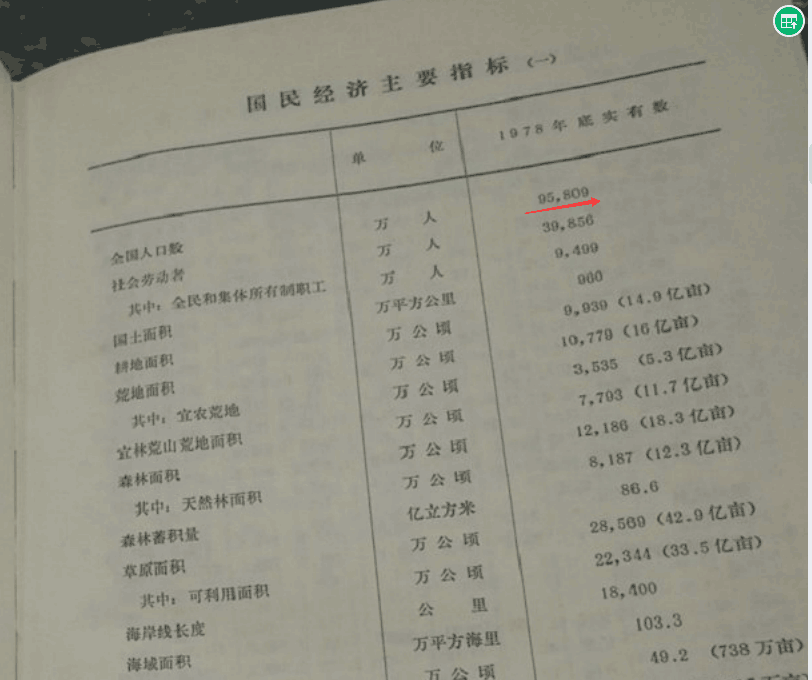 国民经济主要指标（一）
单 位 1978年底实有数
全国人口数 万 人 95,809
社会劳动者 万 人 39,856
其中：全民和集体所有制职工 万 人 9,499
国土面积 万平方公里 960
耕地面积 万公顷 9,939（14.9亿亩）
荒地面积 万公顷 10,779（16亿亩）
其中：宜农荒地 万公顷 3,535（5.3亿亩）
宜林荒山荒地面积 万公顷 7,793（11.7亿亩）
森林面积 万公顷 12,186（18.3亿亩）
其中：天然林面积 万公顷 8,187（12.3亿亩）
森林蓄积量 亿立方米 86.6
草原面积 万公顷 28,569（42.9亿亩）
其中：可利用面积 万公顷 22,344（33.5亿亩）
海岸线长度 公 里 18,400
海域面积 万平方海里 103.3
万公顷 49.2（738万亩）